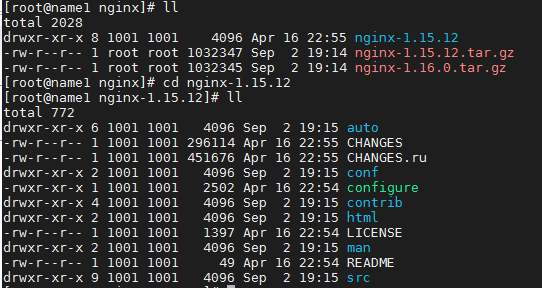 [root@name1 nginx]# ll
total 2028
drwxr-xr-x 8 1001 1001    4096 Apr 16 22:55 nginx-1.15.12
-rw-r--r-- 1 root root 1032347 Sep  2 19:14 nginx-1.15.12.tar.gz
-rw-r--r-- 1 root root 1032345 Sep  2 19:14 nginx-1.16.0.tar.gz
[root@name1 nginx]# cd nginx-1.15.12
[root@name1 nginx-1.15.12]# ll
total 772
drwxr-xr-x 6 1001 1001   4096 Sep  2 19:15 auto
-rw-r--r-- 1 1001 1001 296114 Apr 16 22:55 CHANGES
-rw-r--r-- 1 1001 1001 451676 Apr 16 22:55 CHANGES.ru
drwxr-xr-x 2 1001 1001   4096 Sep  2 19:15 conf
-rwxr-xr-x 1 1001 1001   2502 Apr 16 22:54 configure
drwxr-xr-x 4 1001 1001   4096 Sep  2 19:15 contrib
drwxr-xr-x 2 1001 1001   4096 Sep  2 19:15 html
-rw-r--r-- 1 1001 1001   1397 Apr 16 22:54 LICENSE
drwxr-xr-x 2 1001 1001   4096 Sep  2 19:15 man
-rw-r--r-- 1 1001 1001     49 Apr 16 22:54 README
drwxr-xr-x 9 1001 1001   4096 Sep  2 19:15 src